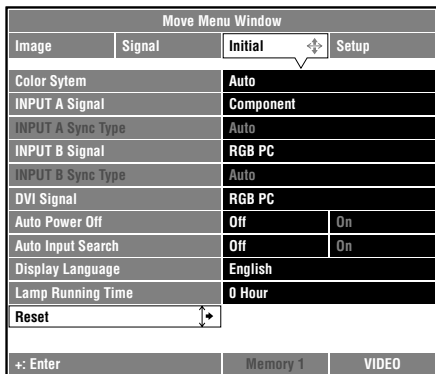 Move Menu Window
Image Signal Initial Setup
Color Sytem Auto
INPUT A Signal Component
INPUT A Sync Type Auto
INPUT B Signal RGB PC
INPUT B Sync Type Auto
DVI Signal RGB PC
Auto Power Off Off On
Auto Input Search Off On
Display Language English
Lamp Running Time 0 Hour
Reset
+: Enter Memory 1 VIDEO